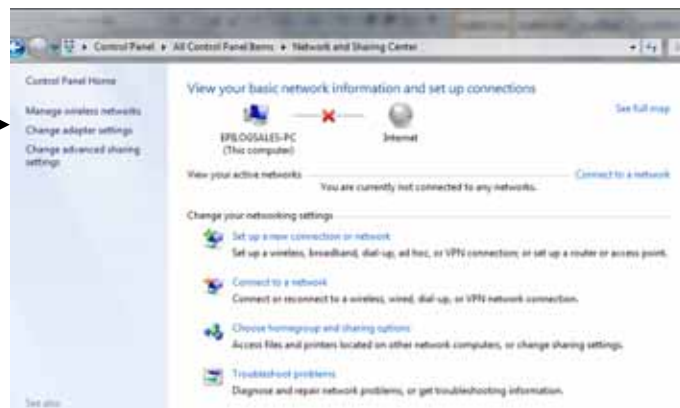 Control Panel ▸ All Control Panel Items ▸ Network and Sharing Center
Control Panel Home
Manage wireless networks
Change adapter settings
Change advanced sharing
settings
See also
View your basic network information and set up connections
See full map
EPILOGSALES-PC
(This computer)
Internet
View your active networks
Connect to a network
You are currently not connected to any networks.
Change your networking settings
Set up a new connection or network
Set up a wireless, broadband, dial-up, ad hoc, or VPN connection; or set up a router or access point.
Connect to a network
Connect or reconnect to a wireless, wired, dial-up, or VPN network connection.
Choose homegroup and sharing options
Access files and printers located on other network computers, or change sharing settings.
Troubleshoot problems
Diagnose and repair network problems, or get troubleshooting information.